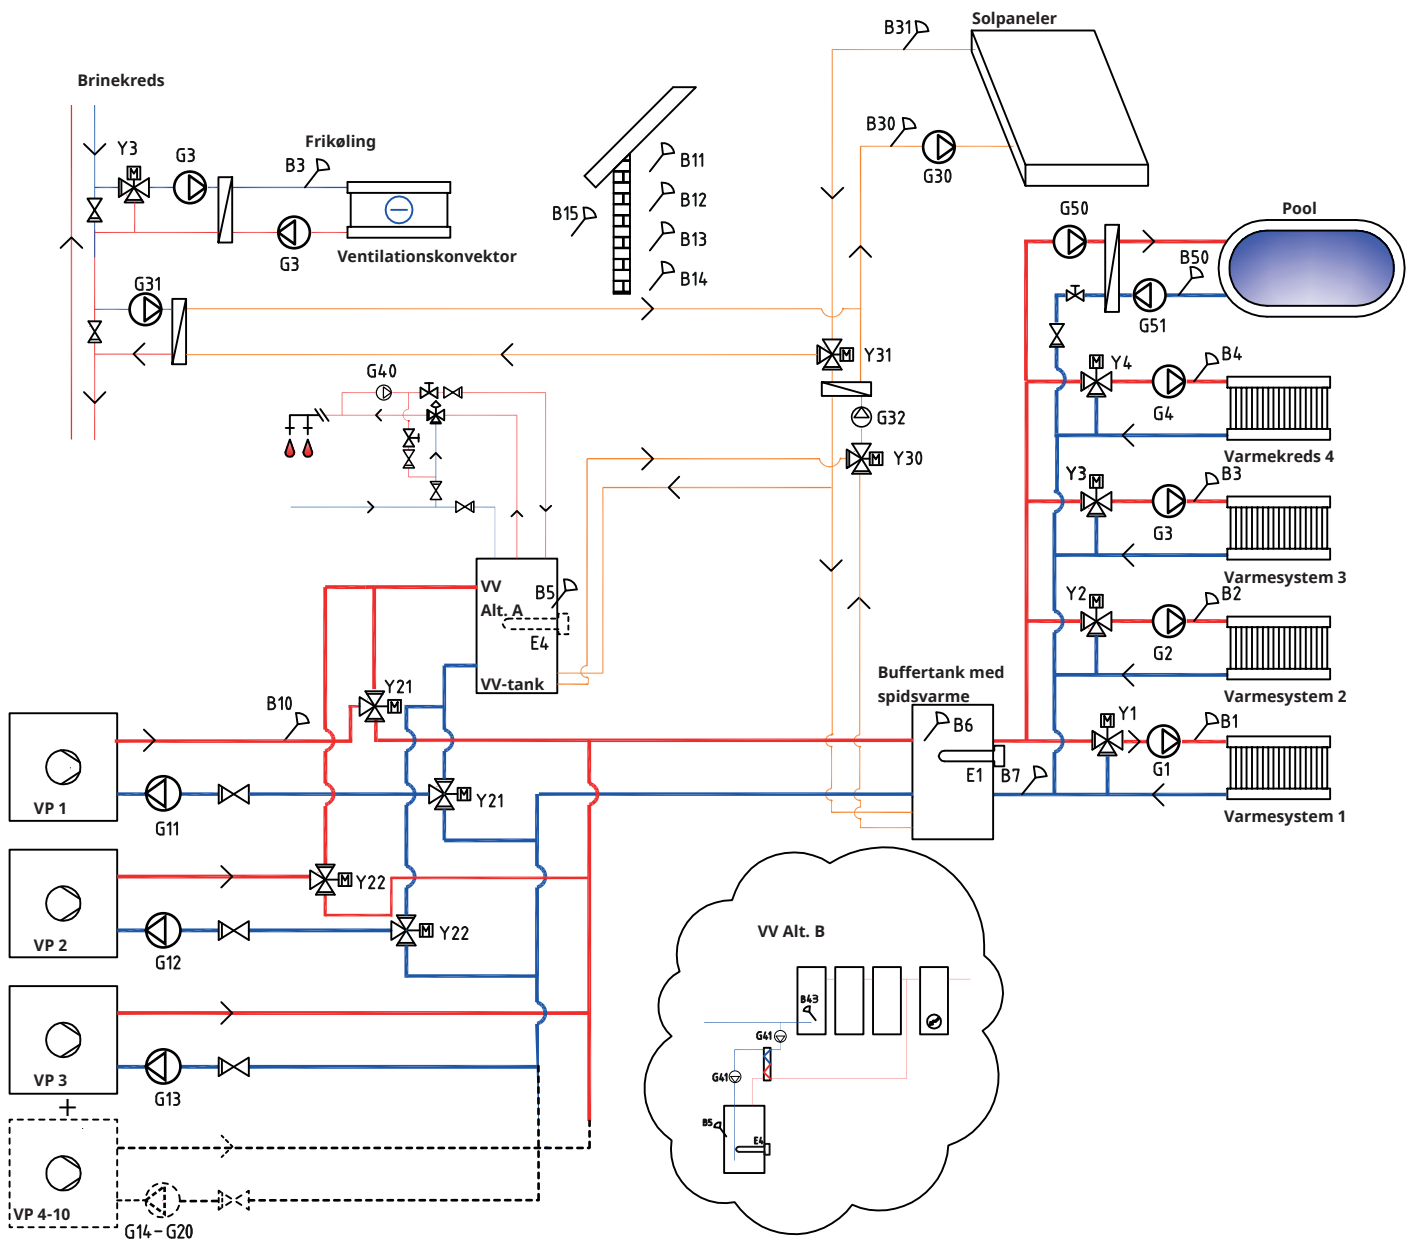 Solpaneler
B31
Brinekreds
B30
G30
Y3
M
G3
Frikøling
B3
B11
B12
B15
B13
B14
G3
Ventilationskonvektor
G50
Pool
B50
G51
G31
Y31
M
G40
G32
Y30
M
Y4
M
B4
G4
Varmekreds 4
Y3
M
B3
G3
Varmesystem 3
Y2
M
B2
G2
Varmesystem 2
VV
B5
Alt. A
E4
VV-tank
Buffertank med
spidsvarme
B6
E1
B7
Y1
M
B1
G1
Varmesystem 1
B10
Y21
M
VP 1
G11
Y21
M
Y22
M
VP 2
G12
Y22
M
VP 3
G13
+
VP 4-10
G14-G20
VV Alt. B
B43
G41
G41
B5
E4